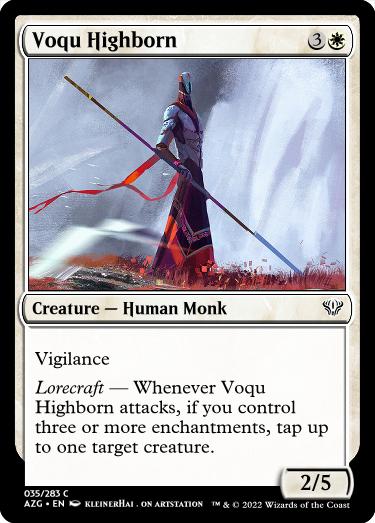 Voqu Highborn 3
Creature — Human Monk
Vigilance
Lorecraft — Whenever Voqu
Highborn attacks, if you control
three or more enchantments, tap up
to one target creature.
2/5
035/283 C
AZG • EN KLEINERHAI . ON ARTSTATION ™ & © 2022 Wizards of the Coast